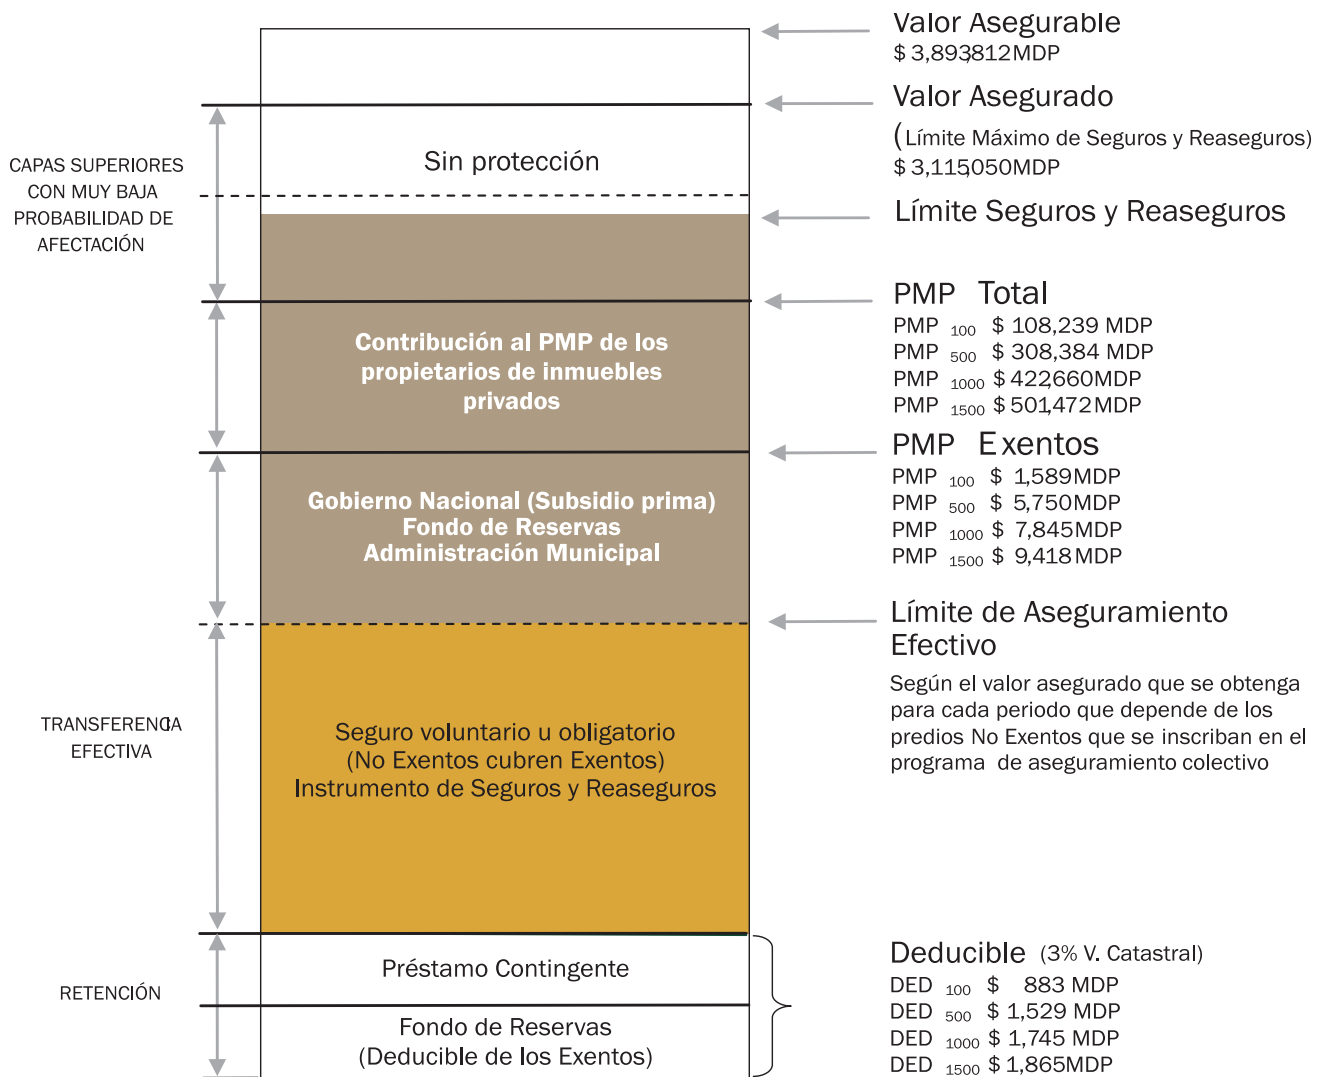 Valor Asegurable
$ 3,893,812 MDP
Valor Asegurado
(Límite Máximo de Seguros y Reaseguros)
$ 3,115,050 MDP
CAPAS SUPERIORES
CON MUY BAJA
PROBABILIDAD DE
AFECTACIÓN
Sin protección
Límite Seguros y Reaseguros
PMP Total
PMP 100 $ 108,239 MDP
PMP 500 $ 308,384 MDP
PMP 1000 $ 422,660 MDP
PMP 1500 $ 501,472 MDP
Contribución al PMP de los
propietarios de inmuebles
privados
PMP Exentos
PMP 100 $ 1,589 MDP
PMP 500 $ 5,750 MDP
PMP 1000 $ 7,845 MDP
PMP 1500 $ 9,418 MDP
Gobierno Nacional (Subsidio prima)
Fondo de Reservas
Administración Municipal
Límite de Aseguramiento
Efectivo
Según el valor asegurado que se obtenga
para cada periodo que depende de los
predios No Exentos que se inscriban en el
programa de aseguramiento colectivo
TRANSFERENCIA
EFECTIVA
Seguro voluntario u obligatorio
(No Exentos cubren Exentos)
Instrumento de Seguros y Reaseguros
RETENCIÓN
Préstamo Contingente
Fondo de Reservas
(Deducible de los Exentos)
Deducible (3% V. Catastral)
DED 100 $ 883 MDP
DED 500 $ 1,529 MDP
DED 1000 $ 1,745 MDP
DED 1500 $ 1,865 MDP